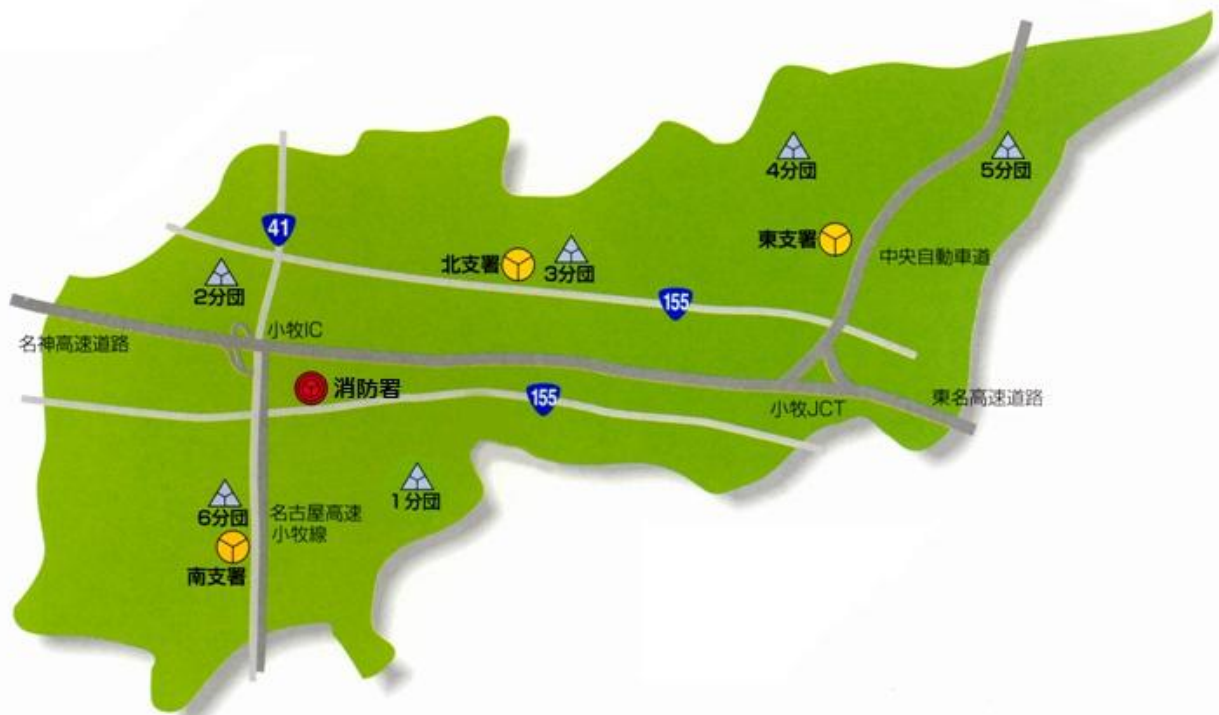 4分団
5分団
41
東支署
北支署
3分団
中央自動車道
2分団
155
小牧IC
名神高速道路
消防署
155
小牧JCT
東名高速道路
6分団
1分団
名古屋高速
小牧線
南支署